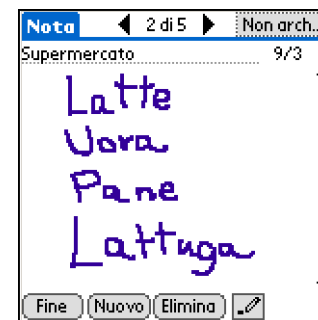 Nota 2 di 5 Non arch.
Supermercato 9/3
Latte
Uova
Pane
Lattuga
Fine Nuovo Elimina